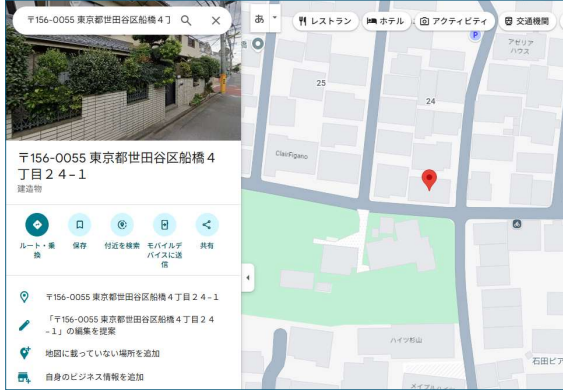 〒156-0055 東京都世田谷区船橋4丁
あ
レストラン
ホテル
アクティビティ
交通機関
P
アゼリア
ハウス
25
24
ClaoFigano
〒156-0055 東京都世田谷区船橋4
丁目24−1
建造物
ルート・乗
換
保存
付近を検索
モバイルデ
バイスに送
信
共有
〒156-0055 東京都世田谷区船橋4丁目24−1
「〒156-0055 東京都世田谷区船橋4丁目24
−1」の編集を提案
地図に載っていない場所を追加
自身のビジネス情報を追加
ハイツ杉山
石田ビア